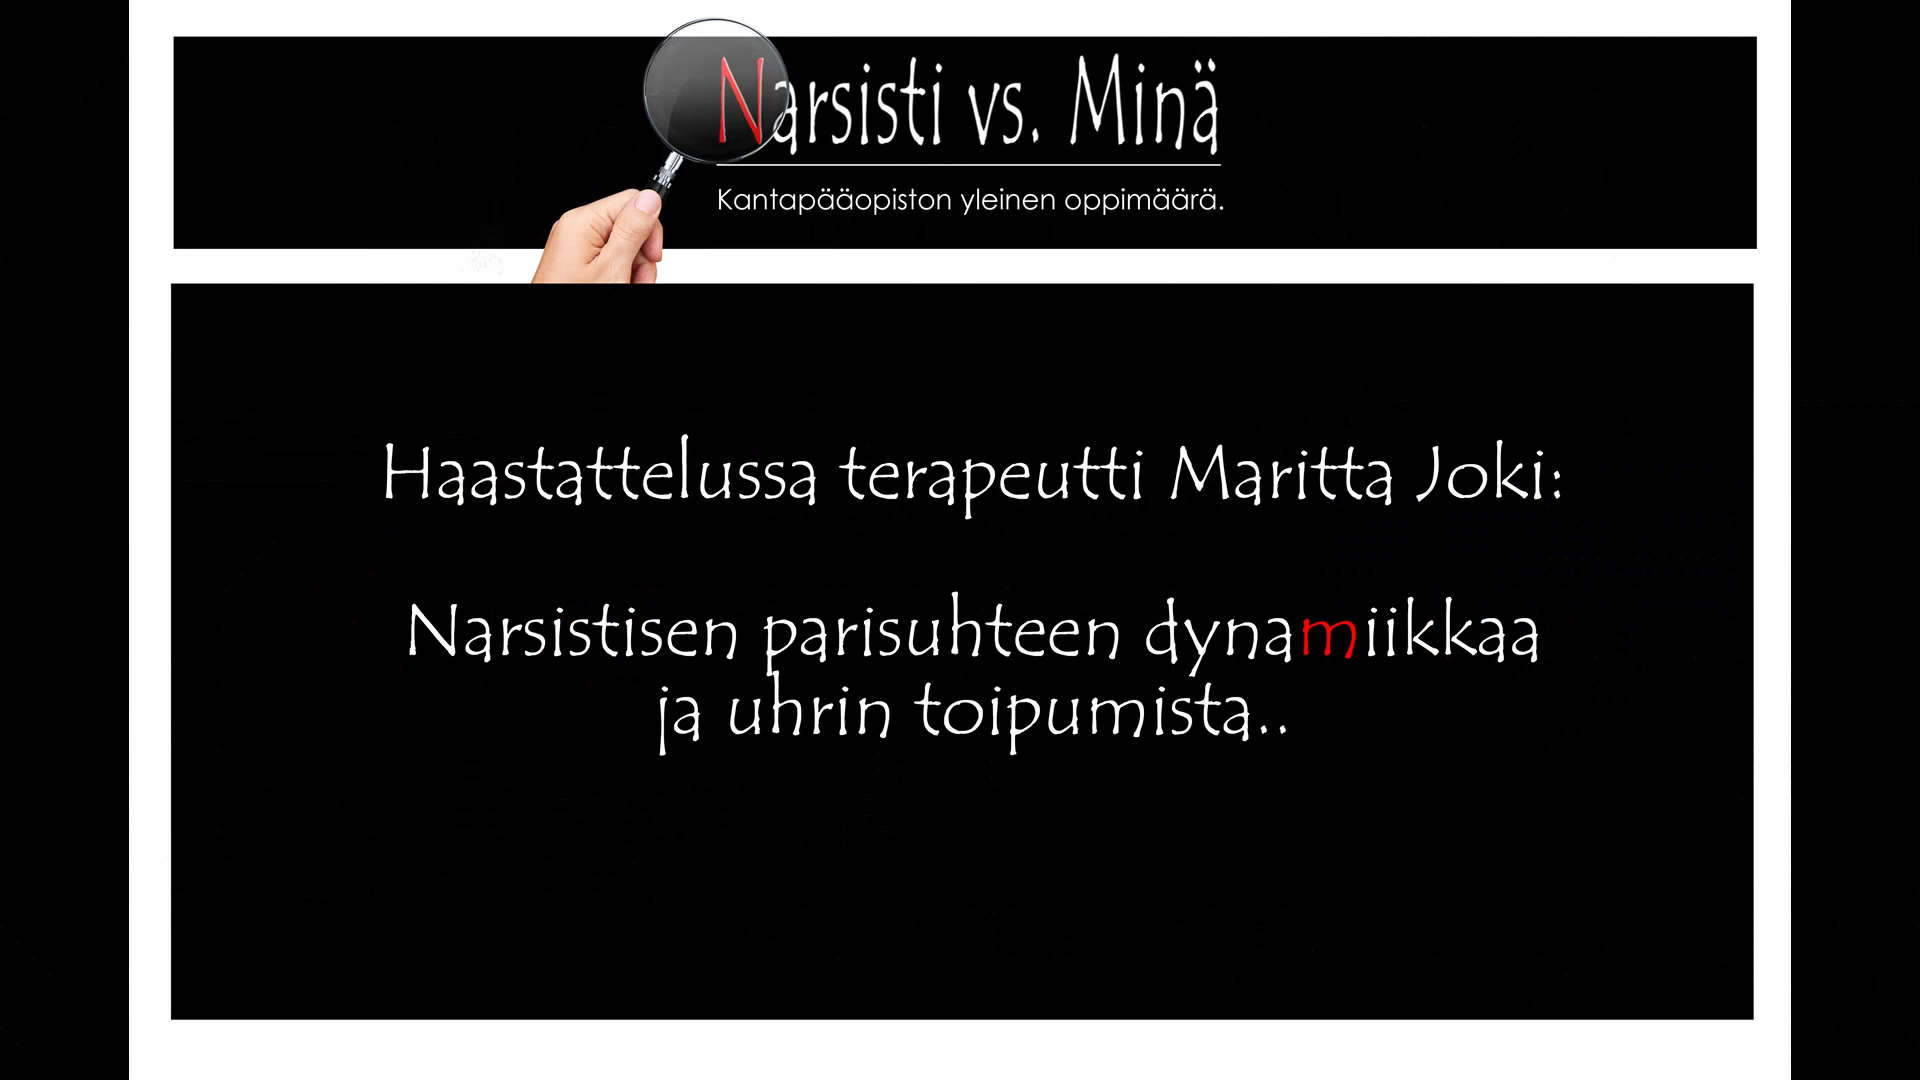 Narsisti vs. Minä
Kantapääopiston yleinen oppimäärä.
Haastattelussa terapeutti Maritta Joki:
Narsistisen parisuhteen dynamiikkaa
ja uhrin toipumista..